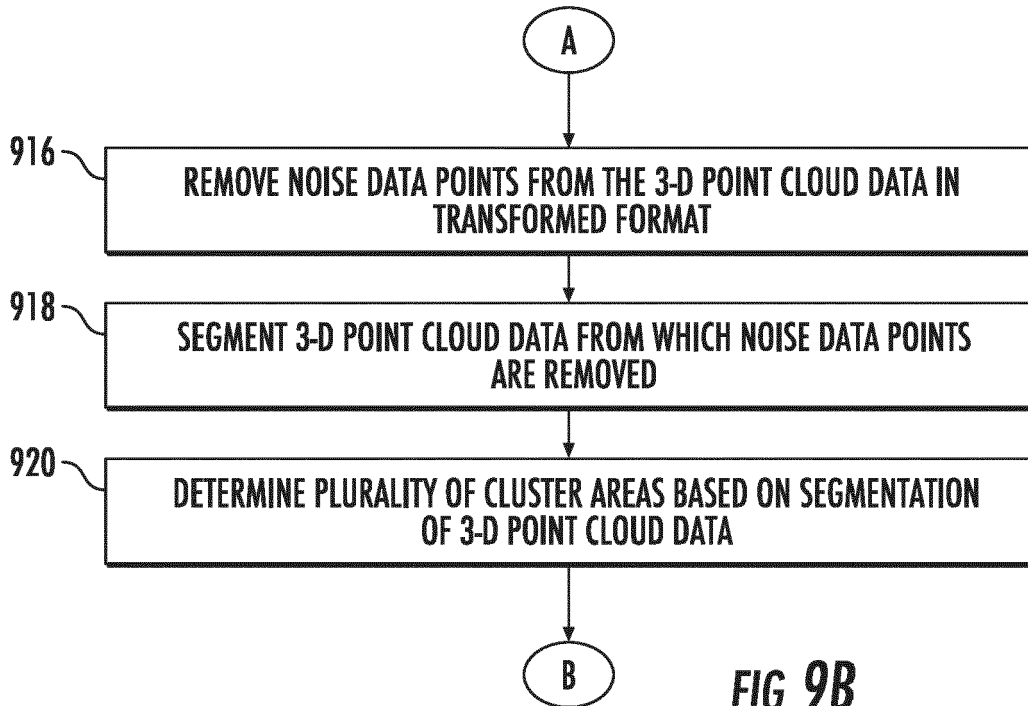 A
916
REMOVE NOISE DATA POINTS FROM THE 3-D POINT CLOUD DATA IN
TRANSFORMED FORMAT
918
SEGMENT 3-D POINT CLOUD DATA FROM WHICH NOISE DATA POINTS
ARE REMOVED
920
DETERMINE PLURALITY OF CLUSTER AREAS BASED ON SEGMENTATION
OF 3-D POINT CLOUD DATA
B
FIG 9B